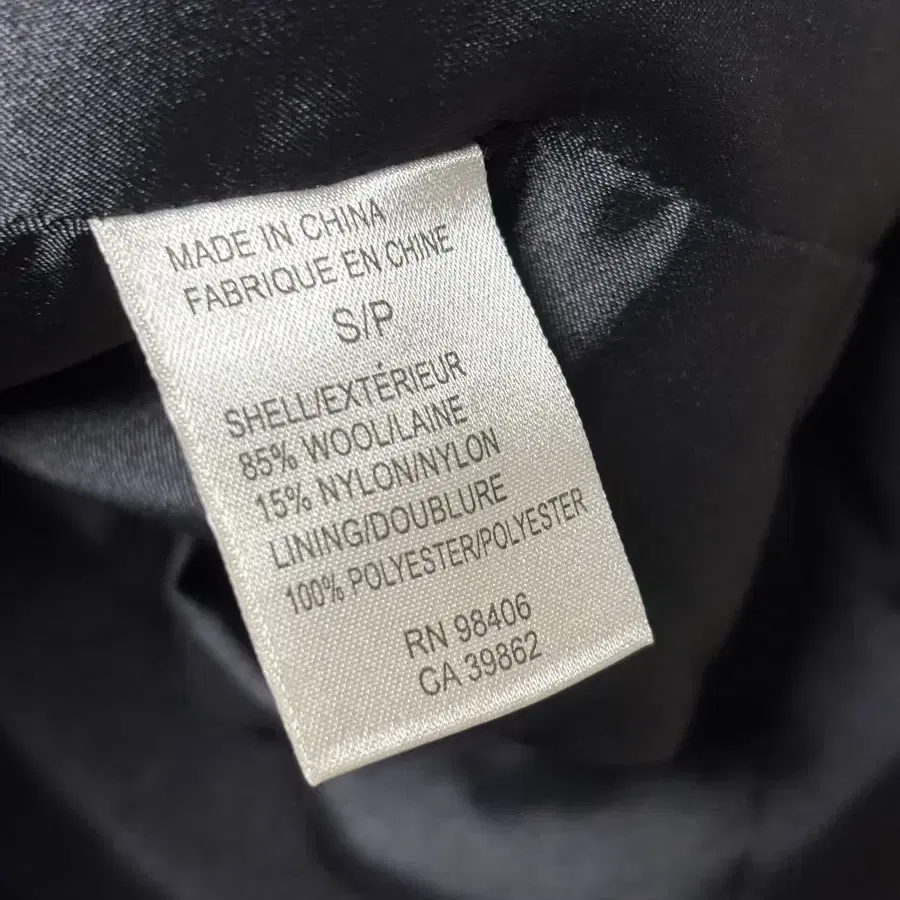 MADE IN CHINA
FABRIQUE EN CHINE
S/P
SHELL/EXTÉRIEUR
85% WOOL/LAINE
15% NYLON/NYLON
LINING/DOUBLURE
100% POLYESTER/POLYESTER
RN 98406
CA 39862